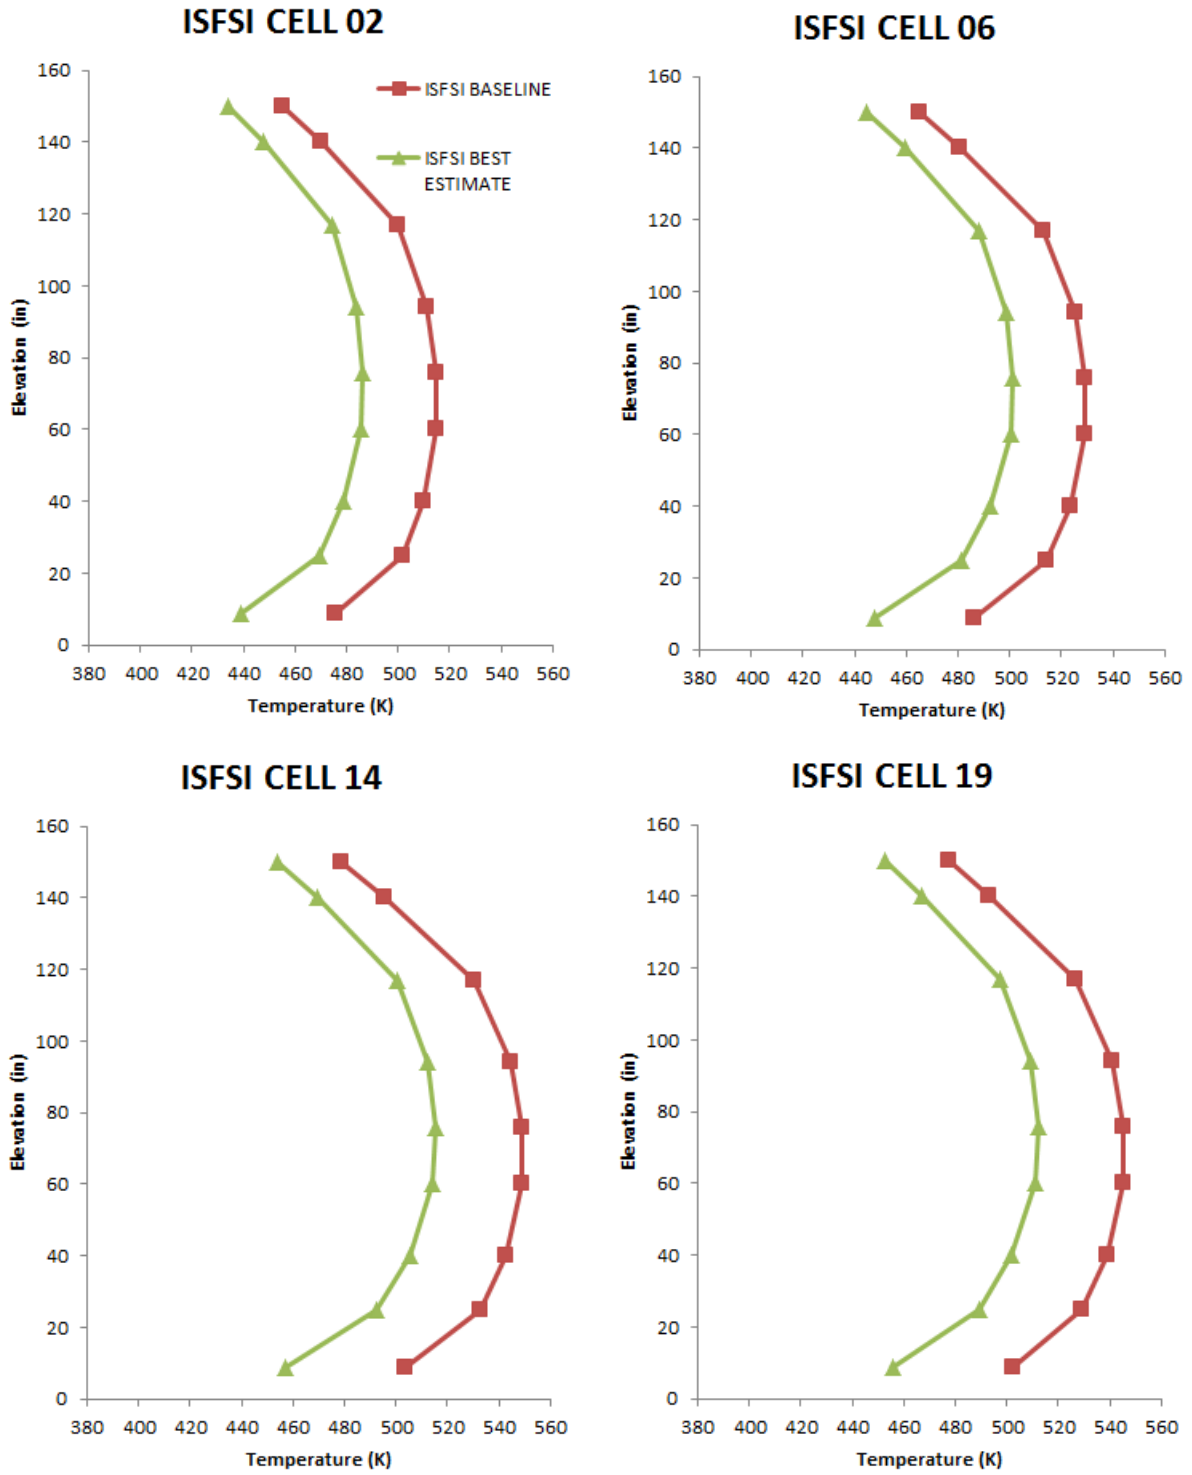 ISFSI CELL 02
160
140
120
100
80
60
40
20
0
Elevation (in)
ISFSI BASELINE
ISFSI BEST
ESTIMATE
380 400 420 440 460 480 500 520 540 560
Temperature (K)
ISFSI CELL 06
160
140
120
100
80
60
40
20
0
Elevation (in)
380 400 420 440 460 480 500 520 540 560
Temperature (K)
ISFSI CELL 14
160
140
120
100
80
60
40
20
0
Elevation (in)
380 400 420 440 460 480 500 520 540 560
Temperature (K)
ISFSI CELL 19
160
140
120
100
80
60
40
20
0
Elevation (in)
380 400 420 440 460 480 500 520 540 560
Temperature (K)